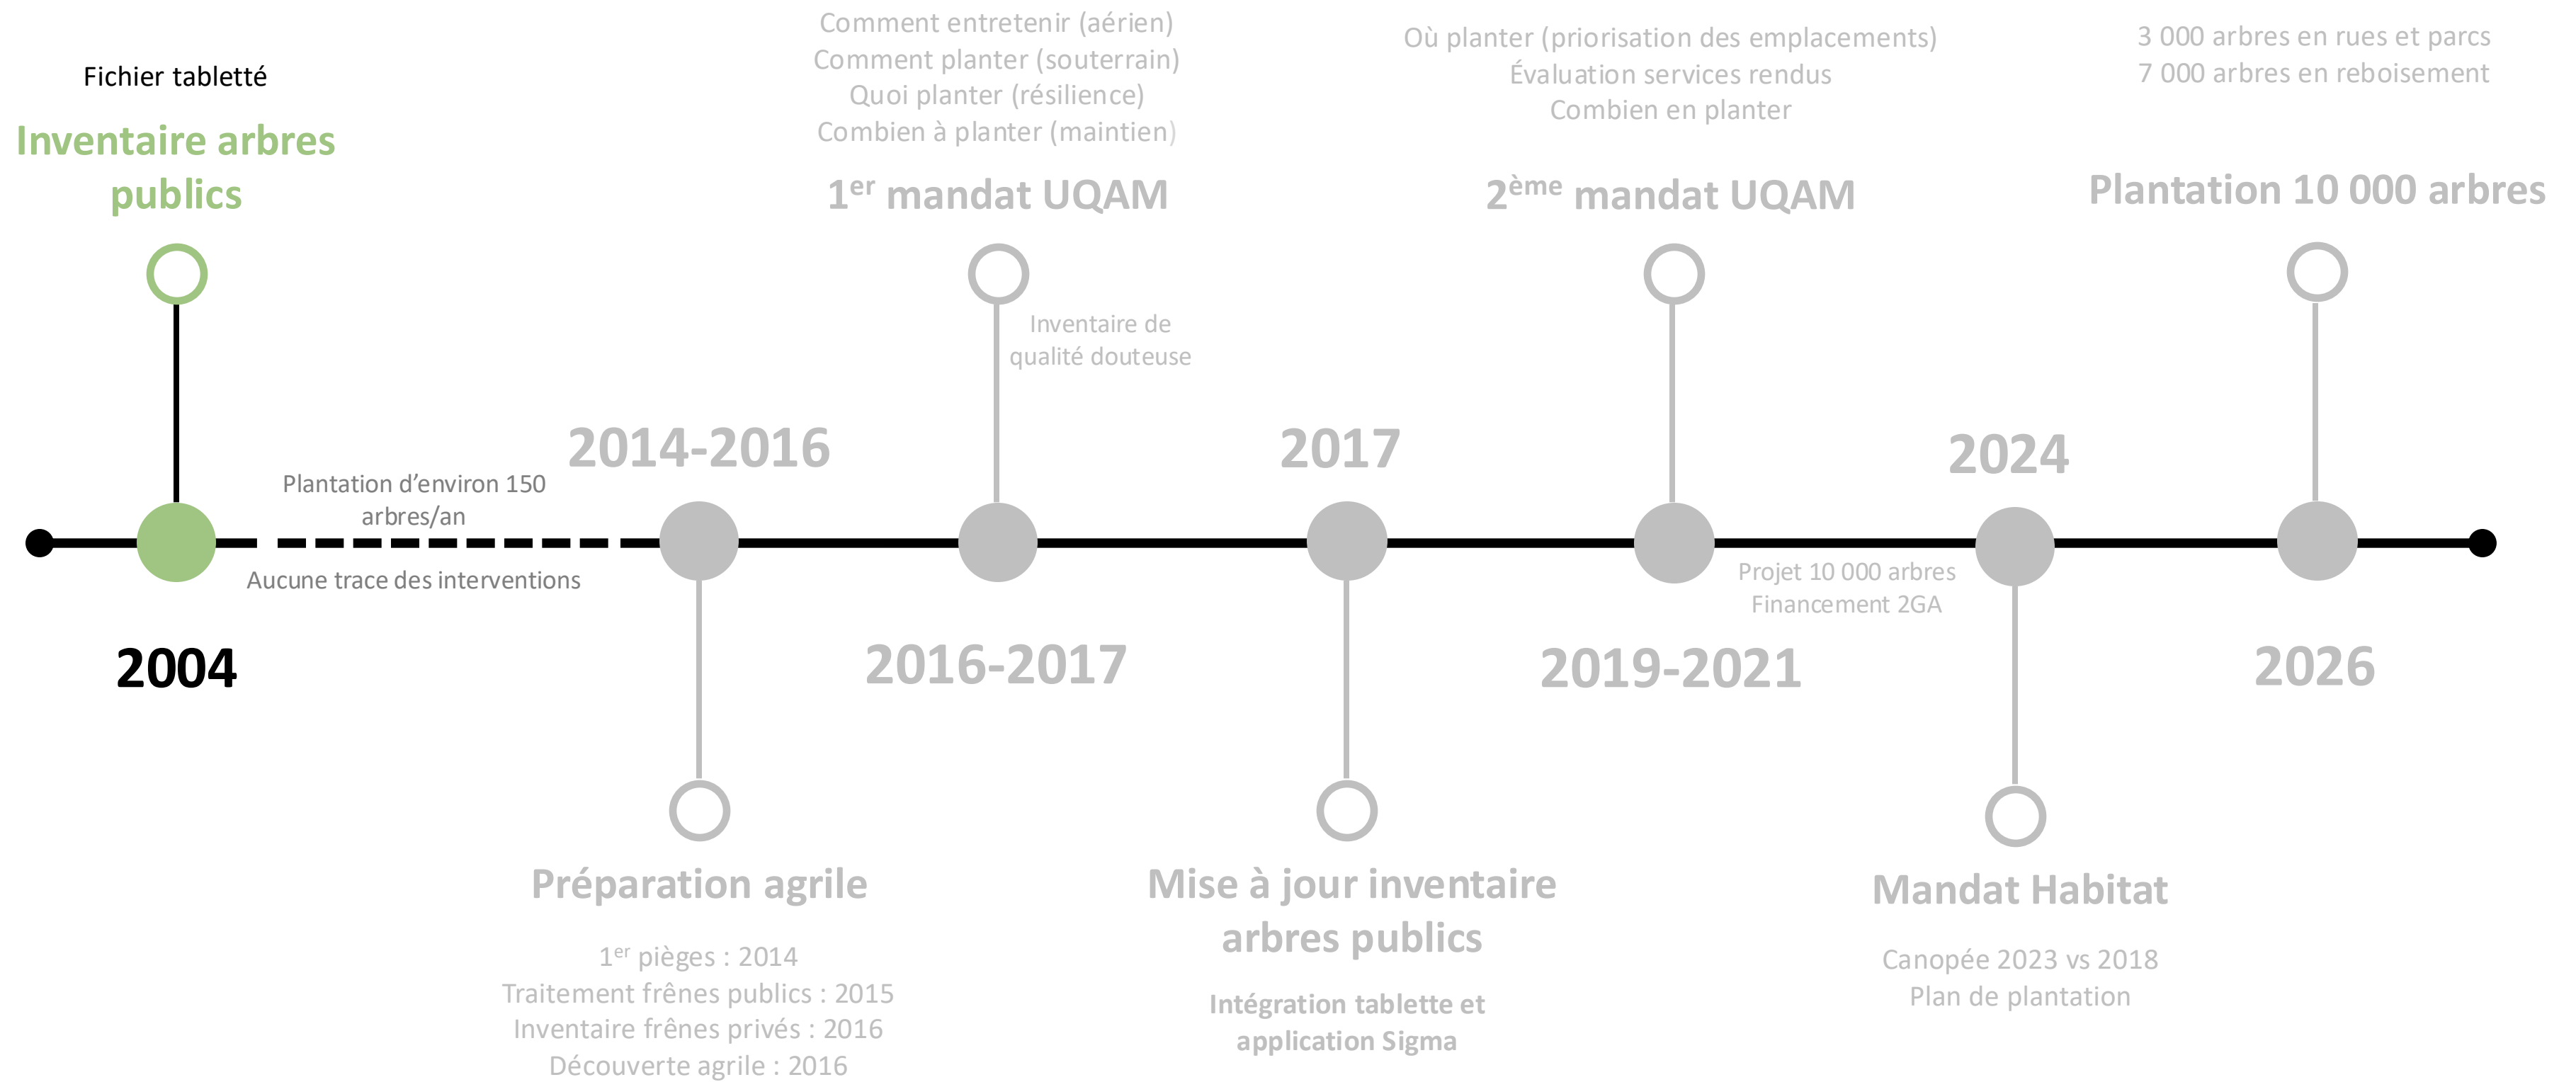 Fichier tabletté
Inventaire arbres
publics
2004
Plantation d’environ 150
arbres/an
Aucune trace des interventions
2014-2016
Préparation agrile
1er pièges : 2014
Traitement frênes publics : 2015
Inventaire frênes privés : 2016
Découverte agrile : 2016
Comment entretenir (aérien)
Comment planter (souterrain)
Quoi planter (résilience)
Combien à planter (maintien)
1er mandat UQAM
Inventaire de
qualité douteuse
2016-2017
2017
Mise à jour inventaire
arbres publics
Intégration tablette et
application Sigma
Où planter (priorisation des emplacements)
Évaluation services rendus
Combien en planter
2ème mandat UQAM
2019-2021
Projet 10 000 arbres
Financement 2GA
2024
Mandat Habitat
Canopée 2023 vs 2018
Plan de plantation
3 000 arbres en rues et parcs
7 000 arbres en reboisement
Plantation 10 000 arbres
2026